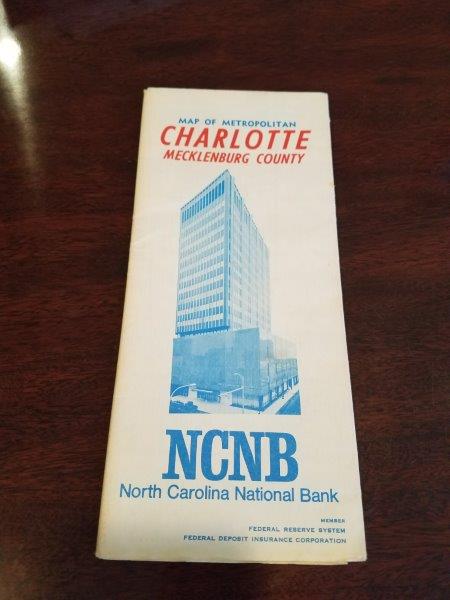 MAP OF METROPOLITAN
CHARLOTTE
MECKLENBURG COUNTY
NCNB
North Carolina National Bank
MEMBER
FEDERAL RESERVE SYSTEM
FEDERAL DEPOSIT INSURANCE CORPORATION